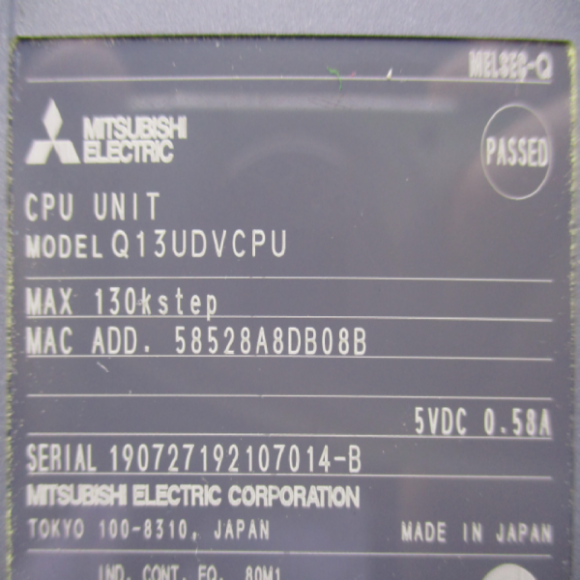 MELSEC-Q
MITSUBISHI
ELECTRIC
PASSED
CPU UNIT
MODEL Q13UDVCPU
MAX 130kstep
MAC ADD. 58528A8DB08B
5VDC 0.58A
SERIAL 190727192107014-B
MITSUBISHI ELECTRIC CORPORATION
TOKYO 100-8310, JAPAN MADE IN JAPAN
IND. CONT. EQ. 80M1